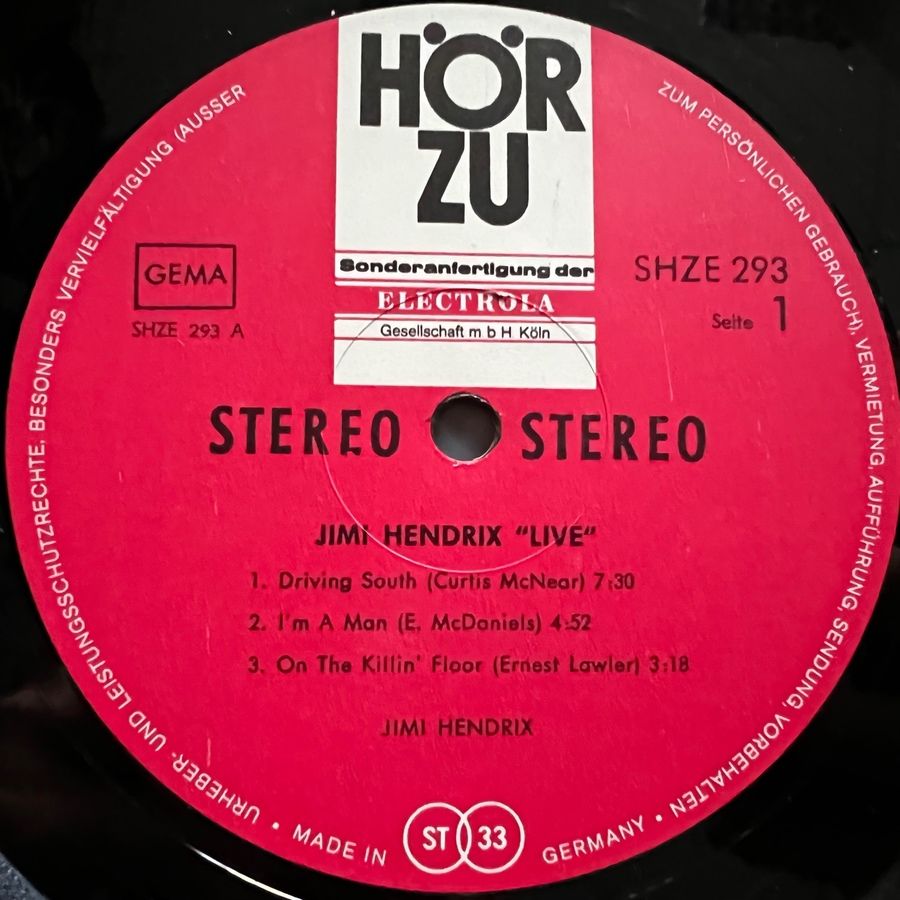 HÖR
ZU
Sonderanfertigung der
ELECTROLA
Gesellschaft m b H Köln
GEMA
SHZE 293 A
SHZE 293
Seite 1
STEREO STEREO
JIMI HENDRIX "LIVE"
1. Driving South (Curtis McNear) 7:30
2. I'm A Man (E. McDaniels) 4:52
3. On The Killin' Floor (Ernest Lawler) 3:18
JIMI HENDRIX
ST 33
URHEBER- UND LEISTUNGSSCHUTZRECHTE, BESONDERS VERVIELFÄLTIGUNG (AUSSER
ZUM PERSÖNLICHEN GEBRAUCH), VERMIETUNG, AUFFÜHRUNG, SENDUNG, VORBEHALTEN •
• MADE IN GERMANY